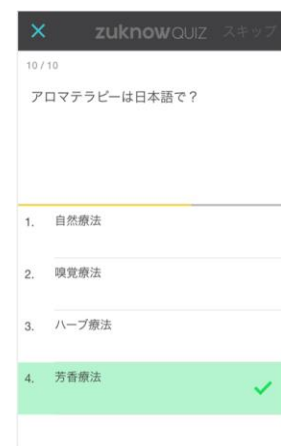 zuknow QUIZ スキップ
10 / 10
アロマテラピーは日本語で？
1. 自然療法
2. 嗅覚療法
3. ハーブ療法
4. 芳香療法